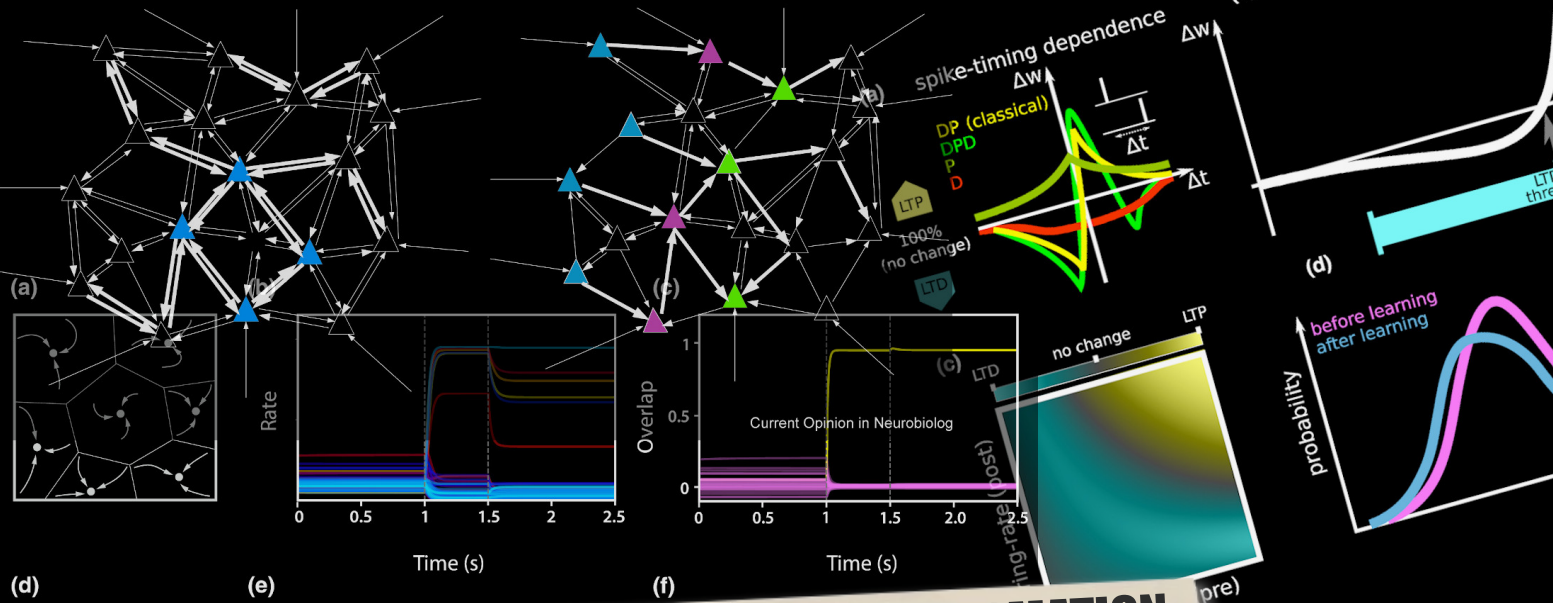 spike-timing dependence
Δw
Δw
(a)
DP (classical)
DPD
P
D
Δt
Δt
LTP
100%
(no change)
LTD
LTD
(d)
(a)
(b)
(c)
Rate
0
0.5
1
1.5
2
2.5
Time (s)
Overlap
1
0.5
0
Current Opinion in Neurobiolog
0
0.5
1
1.5
2.0
2.5
Time (s)
(c)
LTD
no change
LTP
(post)
pre)
before learning
after learning
probability
(d)
(e)
(f)